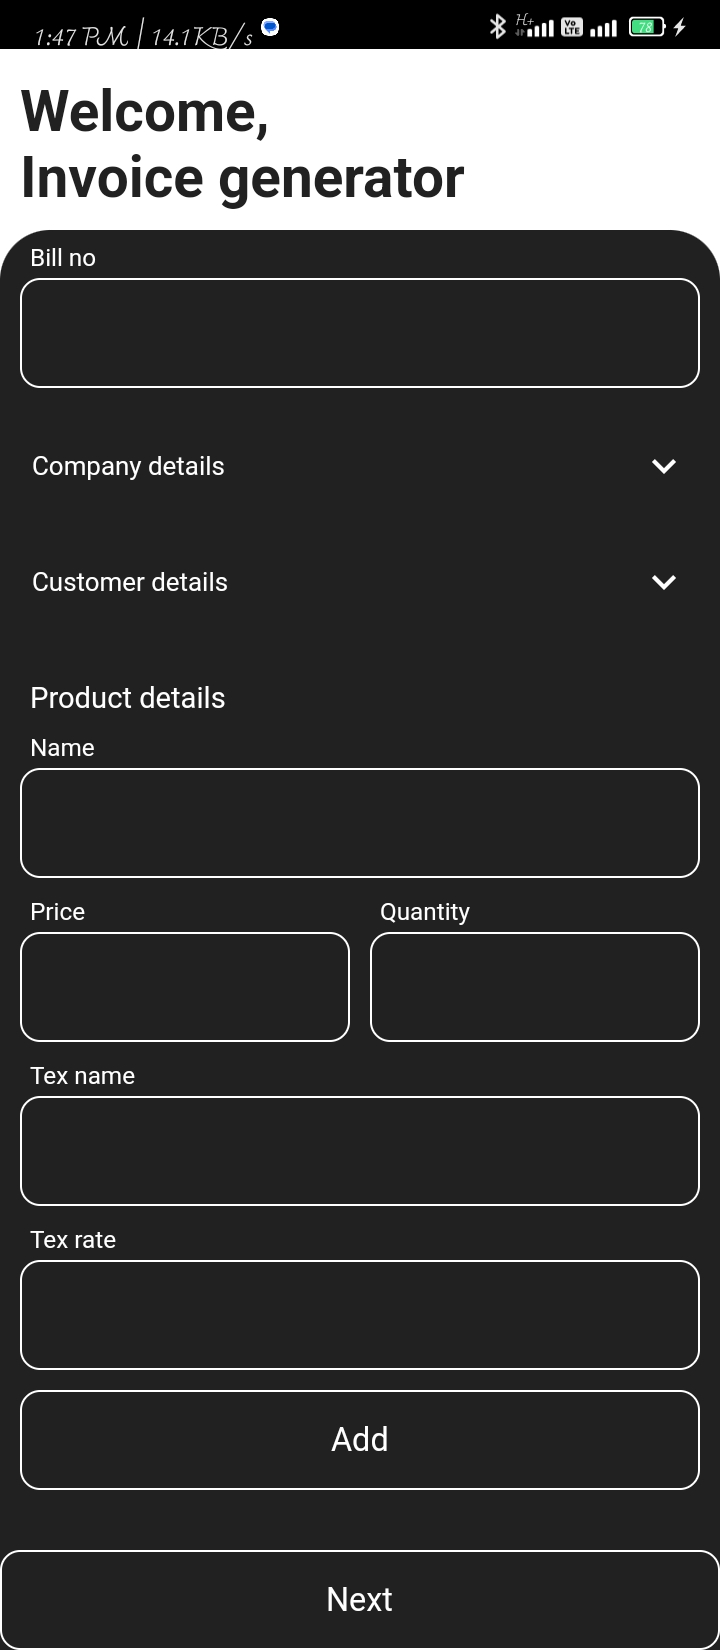 1:47 PM | 14.1KB/s H+ Vo LTE 78
Welcome,
Invoice generator
Bill no
Company details
Customer details
Product details
Name
Price Quantity
Tex name
Tex rate
Add
Next